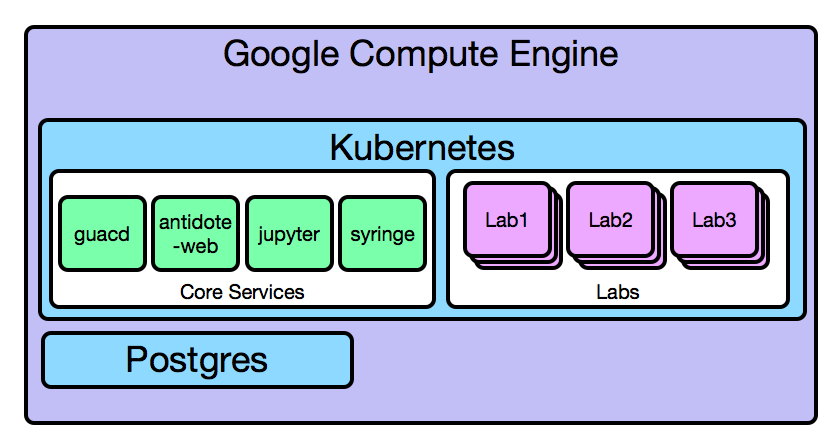 Google Compute Engine
Kubernetes
guacd
antidote
-web
jupyter
syringe
Core Services
Lab1
Lab2
Lab3
Labs
Postgres